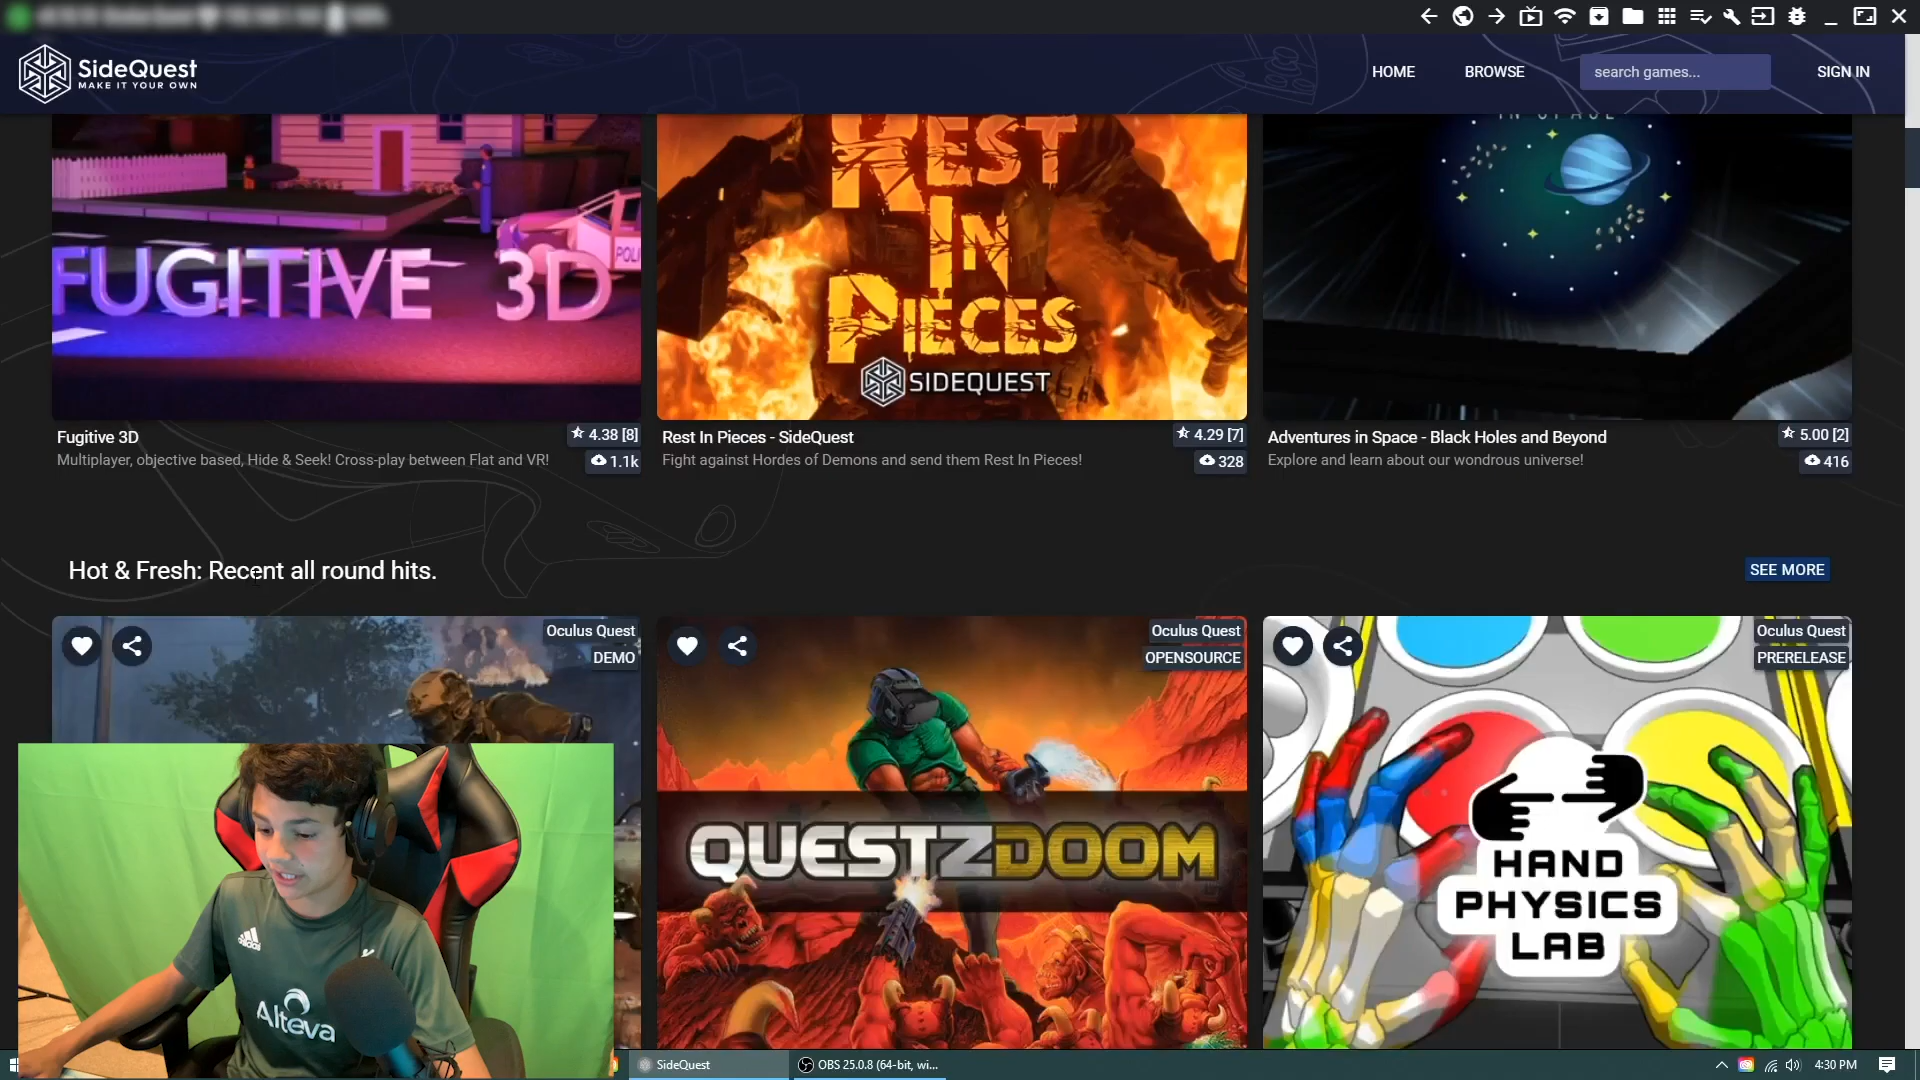 SideQuest
MAKE IT YOUR OWN
HOME
BROWSE
search games...
SIGN IN
FUGITIVE 3D
POLI
REST
IN
PIECES
SIDEQUEST
IN SPACE
Fugitive 3D
4.38 [8]
Multiplayer, objective based, Hide & Seek! Cross-play between Flat and VR!
1.1k
Rest In Pieces - SideQuest
4.29 [7]
Fight against Hordes of Demons and send them Rest In Pieces!
328
Adventures in Space - Black Holes and Beyond
5.00 [2]
Explore and learn about our wondrous universe!
416
Hot & Fresh: Recent all round hits.
SEE MORE
Oculus Quest
DEMO
Oculus Quest
OPENSOURCE
QUESTZDOOM
Oculus Quest
PRERELEASE
HAND
PHYSICS
LAB
adidas
Alteva
SideQuest
OBS 25.0.8 (64-bit, wi...
4:30 PM